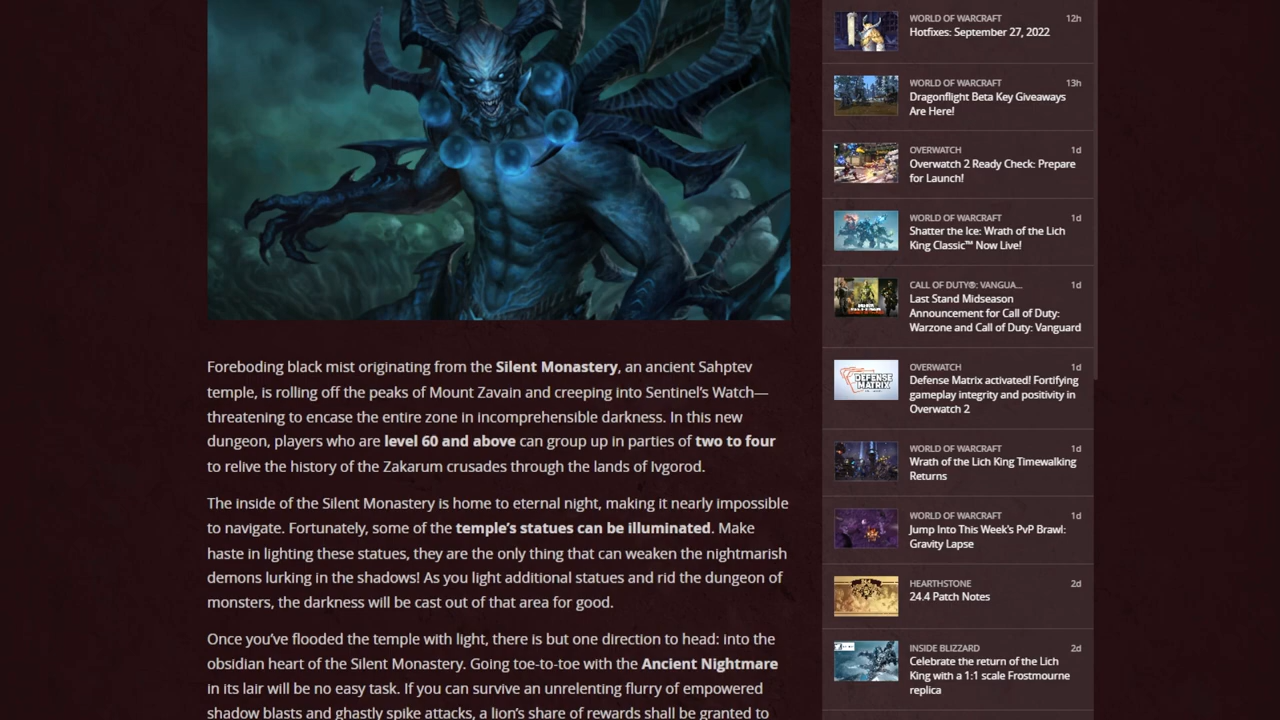 Foreboding black mist originating from the Silent Monastery, an ancient Sahptev
temple, is rolling off the peaks of Mount Zavain and creeping into Sentinel's Watch—
threatening to encase the entire zone in incomprehensible darkness. In this new
dungeon, players who are level 60 and above can group up in parties of two to four
to relive the history of the Zakarum crusades through the lands of Ivgorod.
The inside of the Silent Monastery is home to eternal night, making it nearly impossible
to navigate. Fortunately, some of the temple's statues can be illuminated. Make
haste in lighting these statues, they are the only thing that can weaken the nightmarish
demons lurking in the shadows! As you light additional statues and rid the dungeon of
monsters, the darkness will be cast out of that area for good.
Once you've flooded the temple with light, there is but one direction to head: into the
obsidian heart of the Silent Monastery. Going toe-to-toe with the Ancient Nightmare
in its lair will be no easy task. If you can survive an unrelenting flurry of empowered
shadow blasts and ghastly spike attacks, a lion's share of rewards shall be granted to
WORLD OF WARCRAFT 12h
Hotfixes: September 27, 2022
WORLD OF WARCRAFT 13h
Dragonflight Beta Key Giveaways
Are Here!
OVERWATCH 1d
Overwatch 2 Ready Check: Prepare
for Launch!
WORLD OF WARCRAFT 1d
Shatter the Ice: Wrath of the Lich
King Classic™ Now Live!
CALL OF DUTY®: VANGUA... 1d
Last Stand Midseason
Announcement for Call of Duty:
Warzone and Call of Duty: Vanguard
DEFENSE
MATRIX
OVERWATCH 1d
Defense Matrix activated! Fortifying
gameplay integrity and positivity in
Overwatch 2
WORLD OF WARCRAFT 1d
Wrath of the Lich King Timewalking
Returns
WORLD OF WARCRAFT 1d
Jump Into This Week's PvP Brawl:
Gravity Lapse
HEARTHSTONE 2d
24.4 Patch Notes
INSIDE BLIZZARD 2d
Celebrate the return of the Lich
King with a 1:1 scale Frostmourne
replica